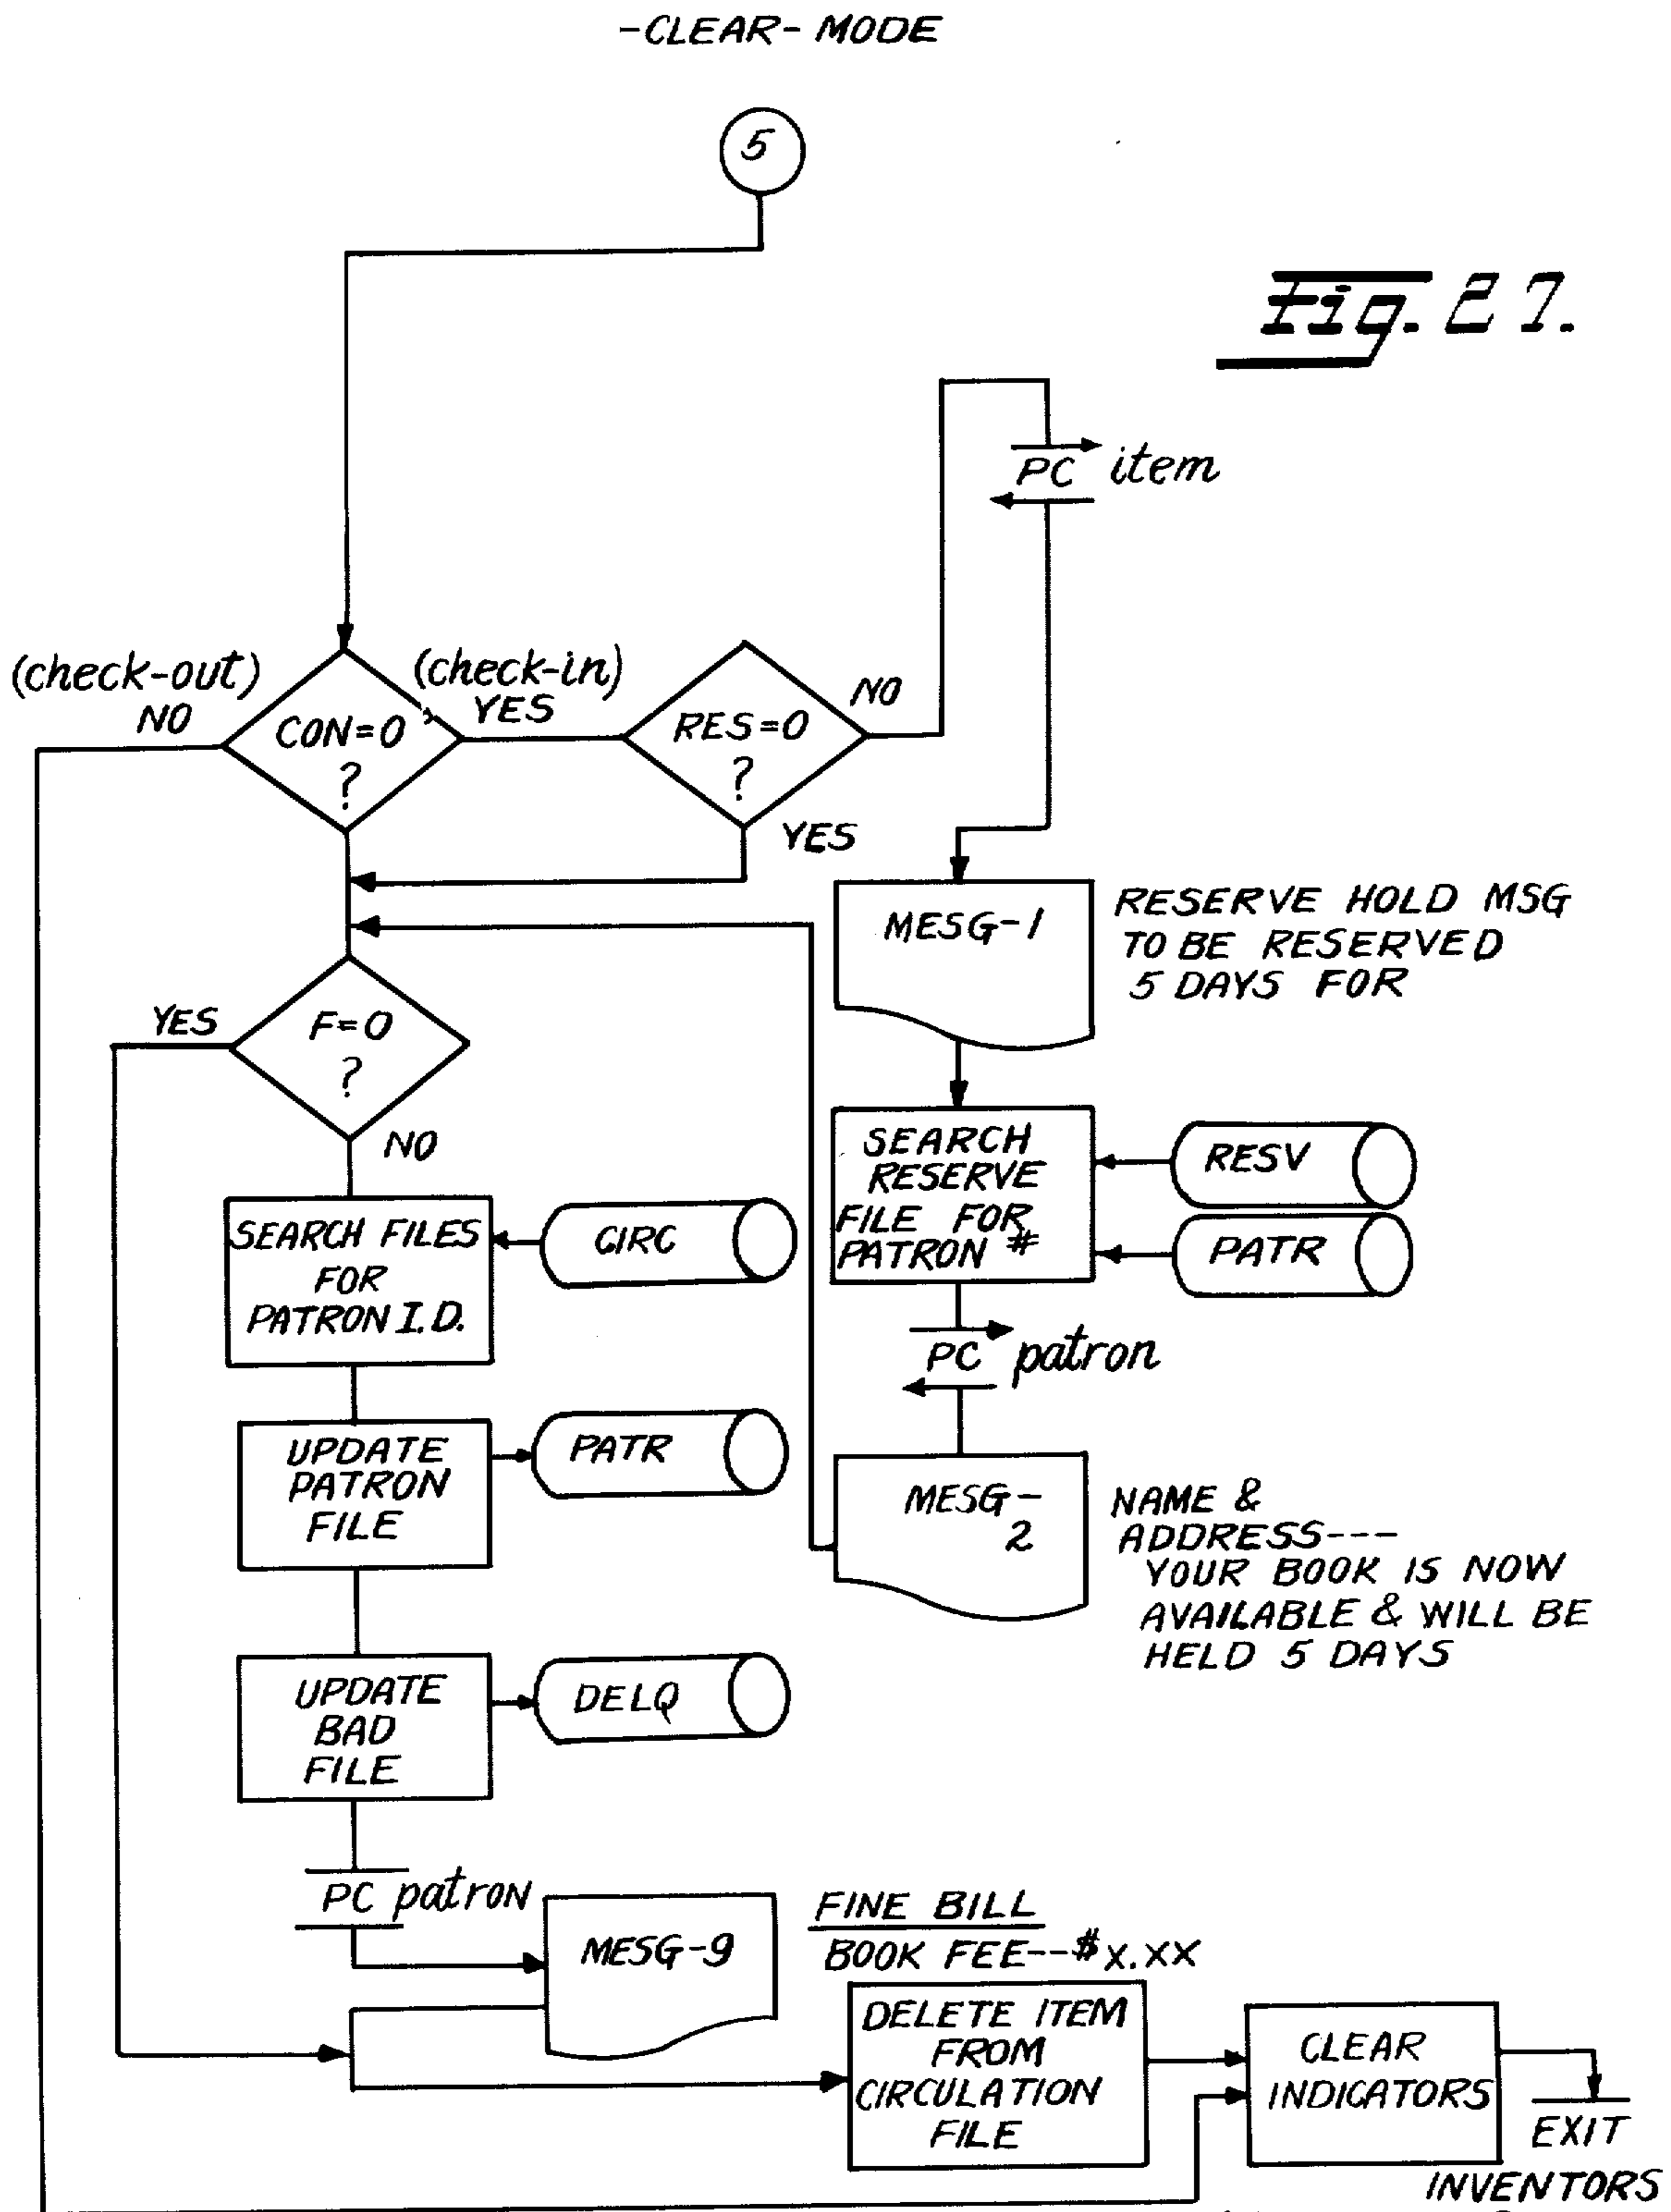 -CLEAR- MODE
5
Fig. 27.
PC item
(check-out)
NO
CON=0
?
(check-in)
YES
RES=0
?
NO
YES
MESG-1
RESERVE HOLD MSG
TO BE RESERVED
5 DAYS FOR
YES
F=0
?
NO
SEARCH
RESERVE
FILE FOR
PATRON #
RESV
PATR
SEARCH FILES
FOR
PATRON I.D.
CIRC
PC patron
UPDATE
PATRON
FILE
PATR
MESG-
2
NAME &
ADDRESS---
YOUR BOOK IS NOW
AVAILABLE & WILL BE
HELD 5 DAYS
UPDATE
BAD
FILE
DELQ
PC patron
MESG-9
FINE BILL
BOOK FEE--$x.xx
DELETE ITEM
FROM
CIRCULATION
FILE
CLEAR
INDICATORS
EXIT
INVENTORS